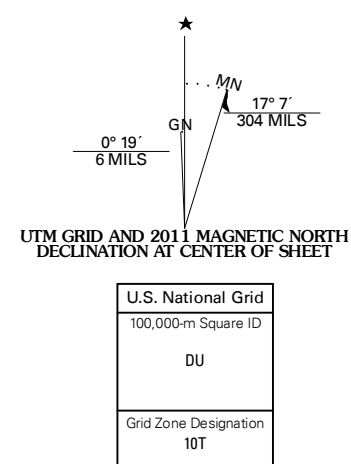 ★
MN
GN
17° 7´
304 MILS
0° 19´
6 MILS
UTM GRID AND 2011 MAGNETIC NORTH
DECLINATION AT CENTER OF SHEET
U.S. National Grid
100,000-m Square ID
DU
Grid Zone Designation
10T